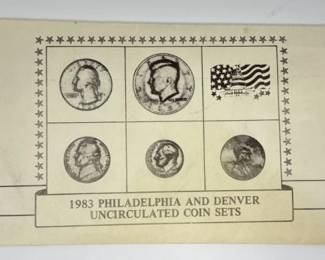 1983 PHILADELPHIA AND DENVER
UNCIRCULATED COIN SETS